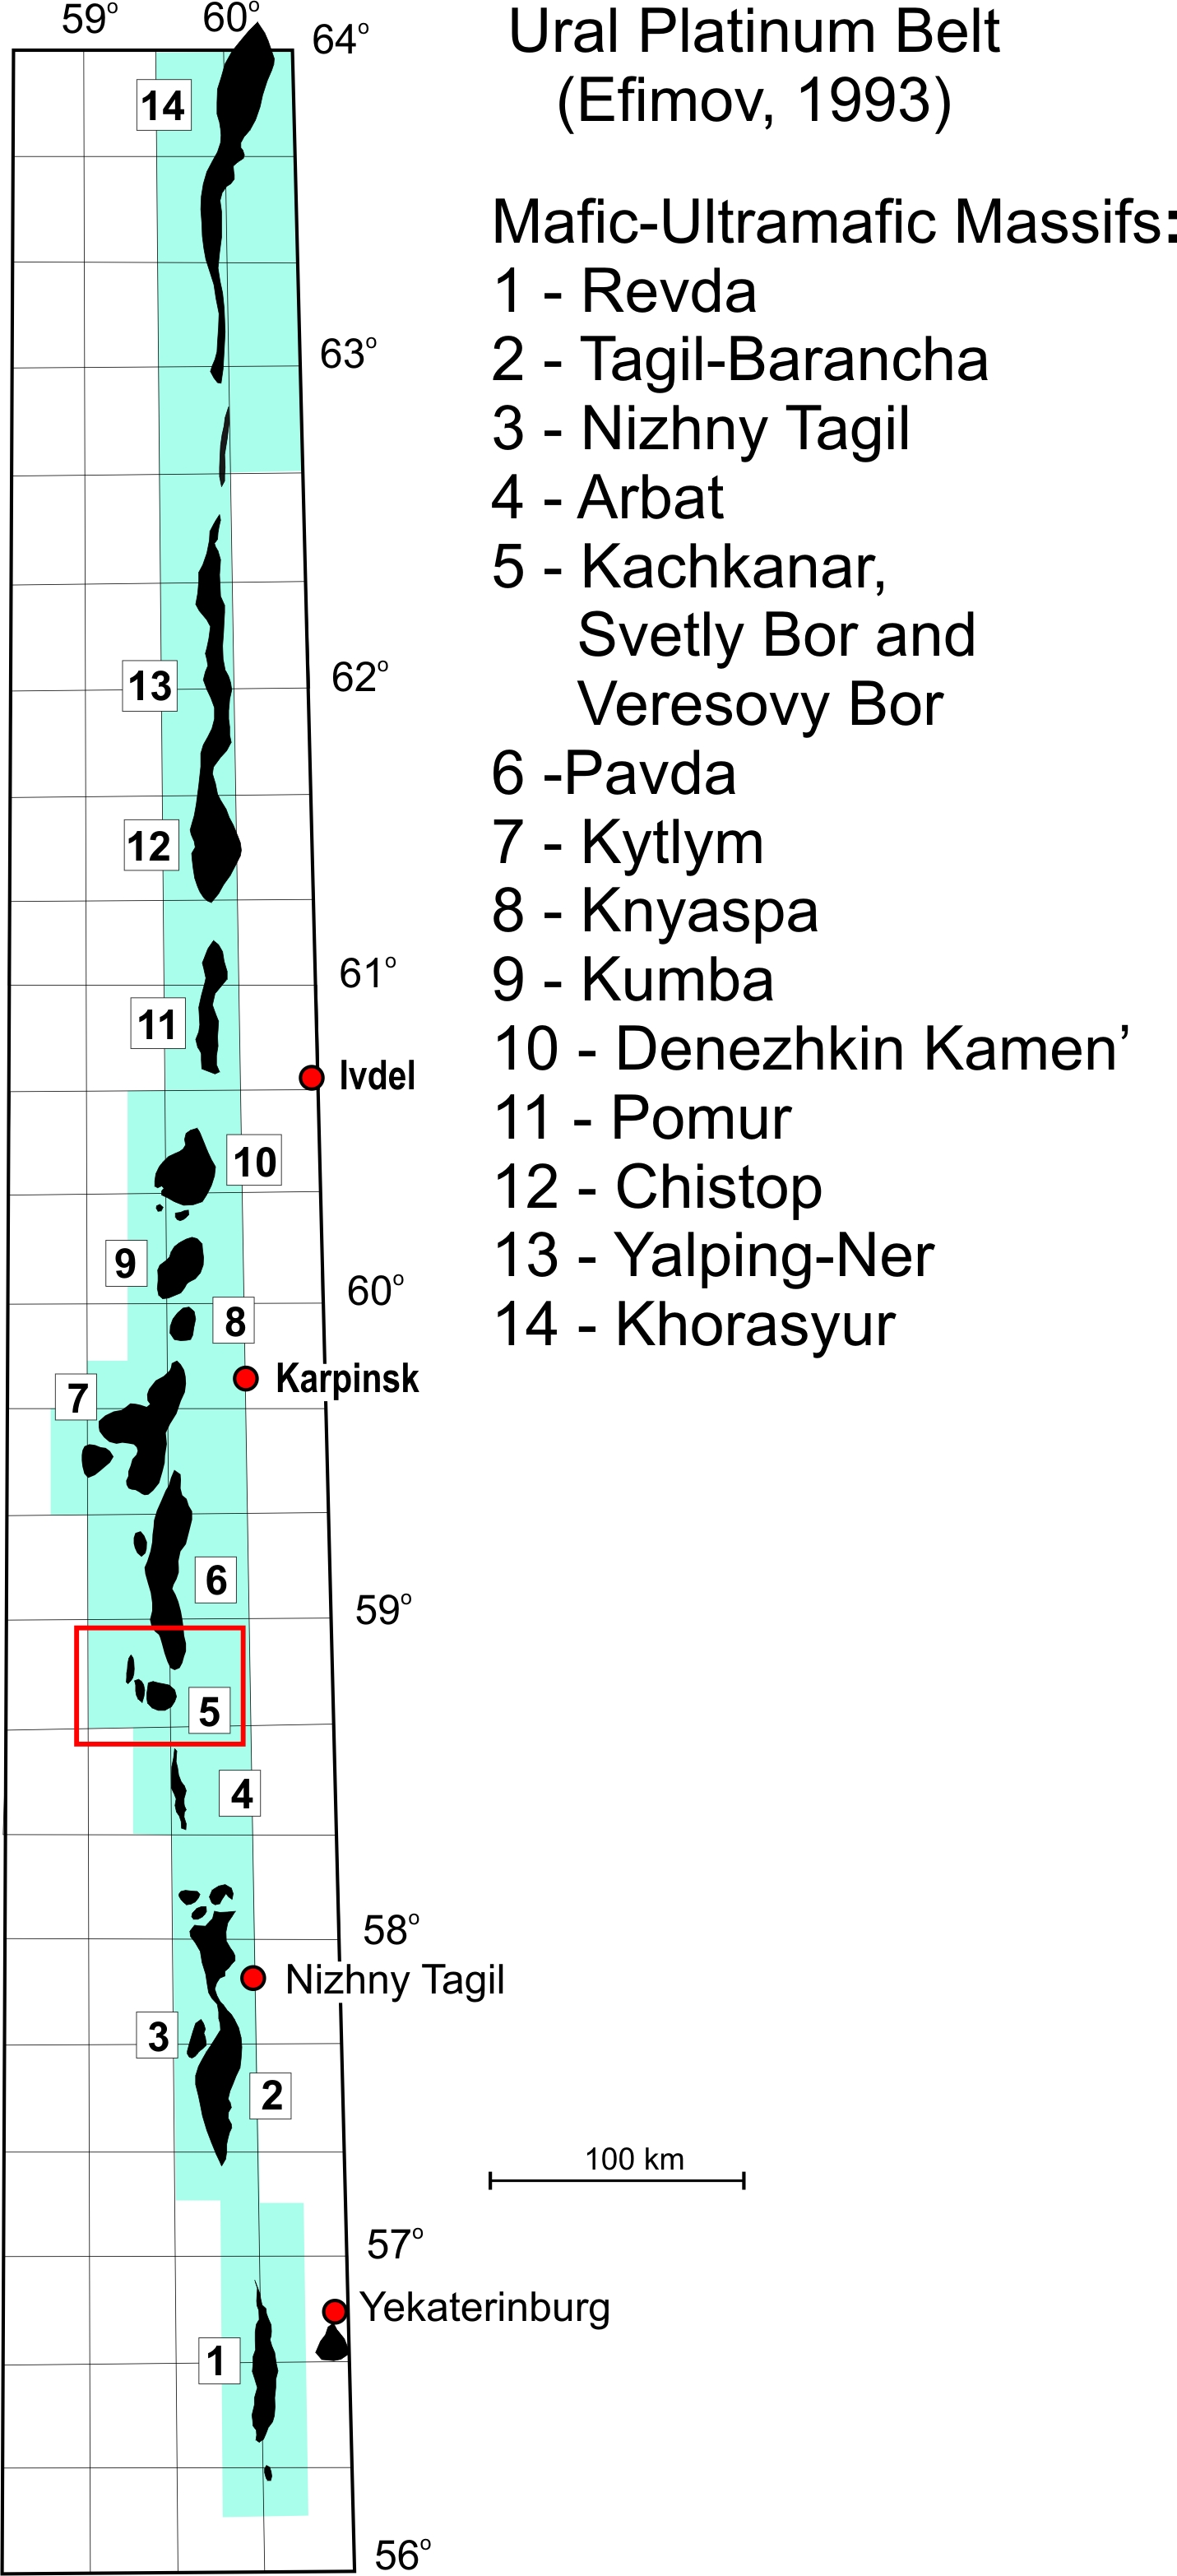 59°
60°
64°
Ural Platinum Belt
(Efimov, 1993)
14
Mafic-Ultramafic Massifs:
1 - Revda
2 - Tagil-Barancha
3 - Nizhny Tagil
4 - Arbat
5 - Kachkanar,
Svetly Bor and
Veresovy Bor
6 -Pavda
7 - Kytlym
8 - Knyaspa
9 - Kumba
10 - Denezhkin Kamen’
11 - Pomur
12 - Chistop
13 - Yalping-Ner
14 - Khorasyur
63°
62°
13
12
61°
11
Ivdel
10
9
60°
8
Karpinsk
7
6
59°
5
4
58°
Nizhny Tagil
3
2
100 km
57°
Yekaterinburg
1
56°